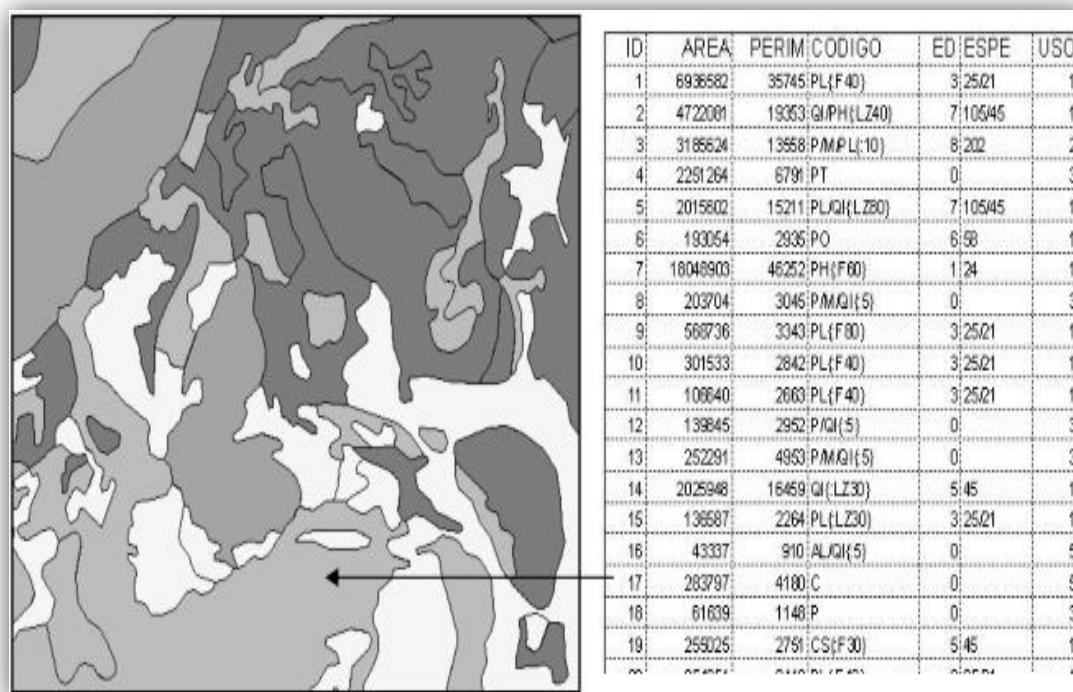 ID AREA PERIM CODIGO ED ESPE USO
1 6936582 35745 PL{F40} 3 25/21 1
2 4722081 19353 QI/PH{:LZ40} 7 105/45 1
3 3185624 13558 P/M/PL{:10} 8 202 2
4 2251264 6791 PT 0 3
5 2015602 15211 PL/QI{LZ80} 7 105/45 1
6 193054 2935 PO 6 58 1
7 18048903 46252 PH{F60} 1 24 1
8 203704 3045 P/M/QI{:5} 0 3
9 568736 3343 PL{F80} 3 25/21 1
10 301533 2842 PL{:F40} 3 25/21 1
11 106640 2663 PL{:F40} 3 25/21 1
12 139845 2952 P/QI{:5} 0 3
13 252291 4953 P/M/QI{:5} 0 3
14 2025948 16459 QI{:LZ30} 5 45 1
15 136587 2264 PL{:LZ30} 3 25/21 1
16 43337 910 AL/QI{:5} 0 5
17 283797 4180 C 0 5
18 61639 1148 P 0 3
19 255025 2751 CS{:F30} 5 45 1